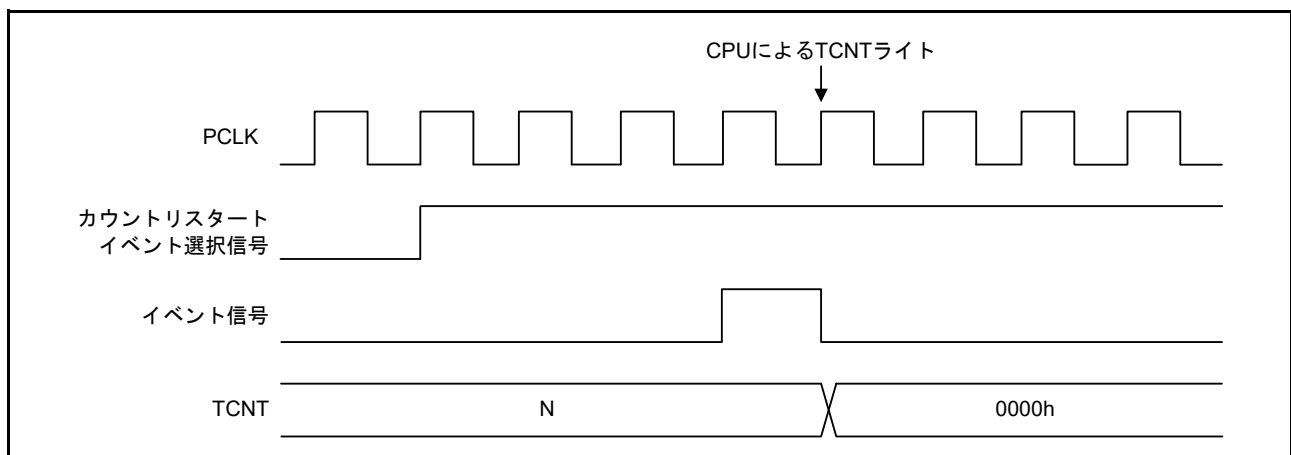 CPUによるTCNTライト
PCLK
カウントリスタート
イベント選択信号
イベント信号
TCNT
N
0000h